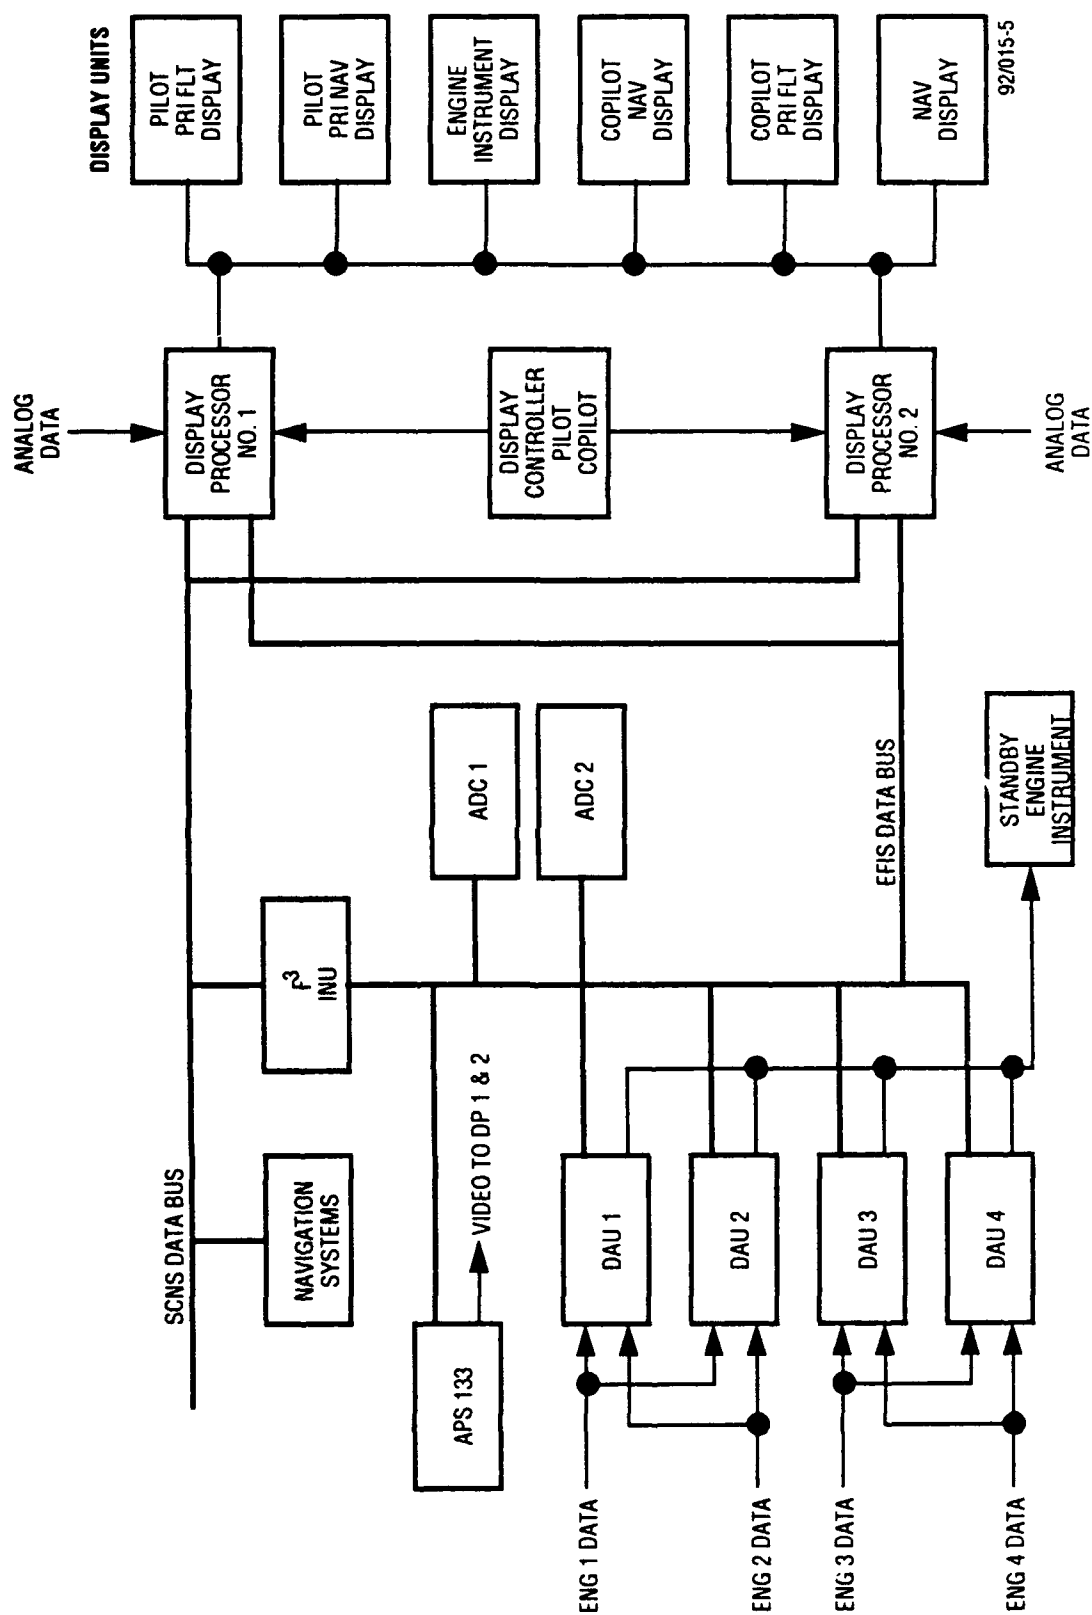 ANALOG
DATA
DISPLAY UNITS
PILOT
PRI FLT
DISPLAY
DISPLAY
PROCESSOR
NO. 1
SCNS DATA BUS
NAVIGATION
SYSTEMS
INU
PILOT
PRI NAV
DISPLAY
APS 133
VIDEO TO DP 1 & 2
ADC 1
ENGINE
INSTRUMENT
DISPLAY
DISPLAY
CONTROLLER
PILOT
COPILOT
ENG 1 DATA
DAU 1
ADC 2
COPILOT
NAV
DISPLAY
ENG 2 DATA
DAU 2
COPILOT
PRI FLT
DISPLAY
ENG 3 DATA
DAU 3
EFIS DATA BUS
DISPLAY
PROCESSOR
NO. 2
NAV
DISPLAY
ENG 4 DATA
DAU 4
STANDBY
ENGINE
INSTRUMENT
ANALOG
DATA
92/015-5